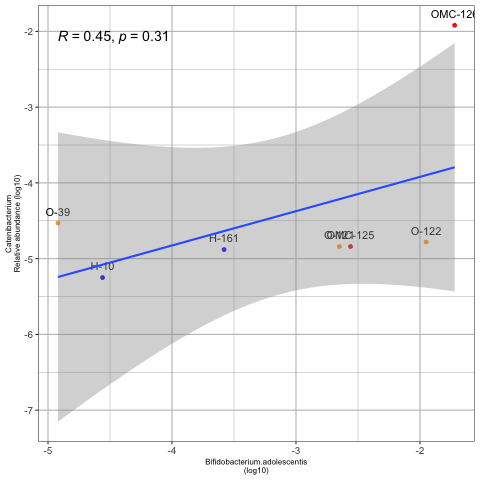 OMC-126
R = 0.45, p = 0.31
-2
-3
-4
O-39
H-161
OMC-125
O-122
-5
H-10
-6
-7
Catenibacterium
Relative abundance (log10)
-5
-4
-3
-2
Bifidobacterium.adolescentis
(log10)